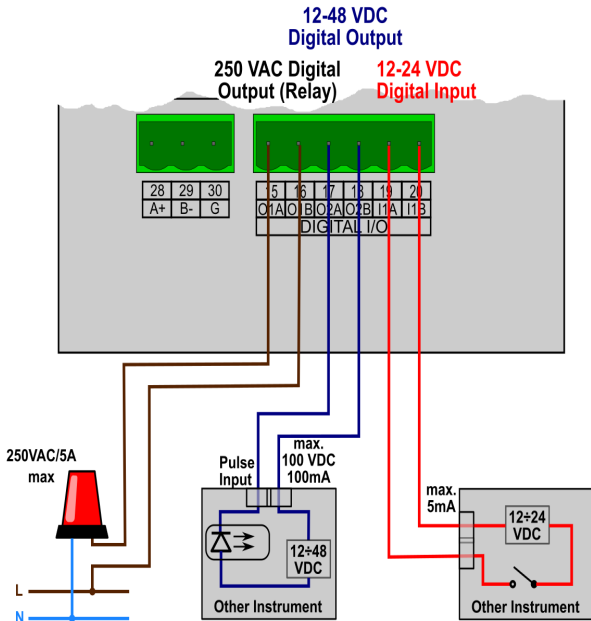 12-48 VDC
Digital Output
250 VAC Digital
Output (Relay)
12-24 VDC
Digital Input
28 29 30
A+ B- G
15 16 17 18 19 20
O1A O1B O2A O2B I1A I1B
DIGITAL I/O
250VAC/5A
max
Pulse
Input
max.
100 VDC
100mA
max.
5mA
12÷48
VDC
12÷24
VDC
L
N
Other Instrument
Other Instrument